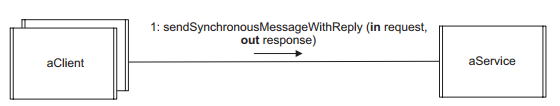 1: sendSynchronousMessageWithReply (in request,
out response)
aClient
aService